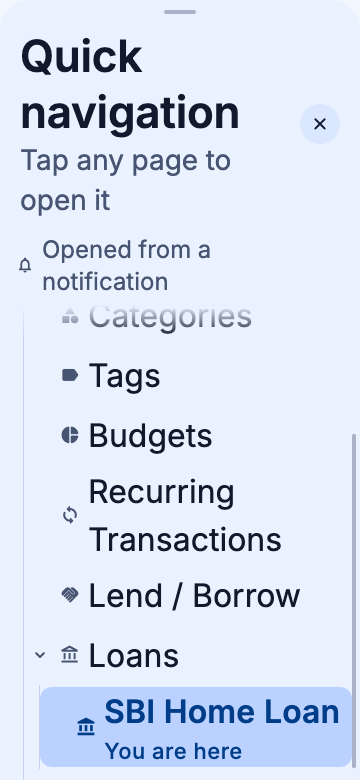 Quick
navigation
Tap any page to
open it
Opened from a
notification
Categories
Tags
Budgets
Recurring
Transactions
Lend / Borrow
Loans
SBI Home Loan
You are here